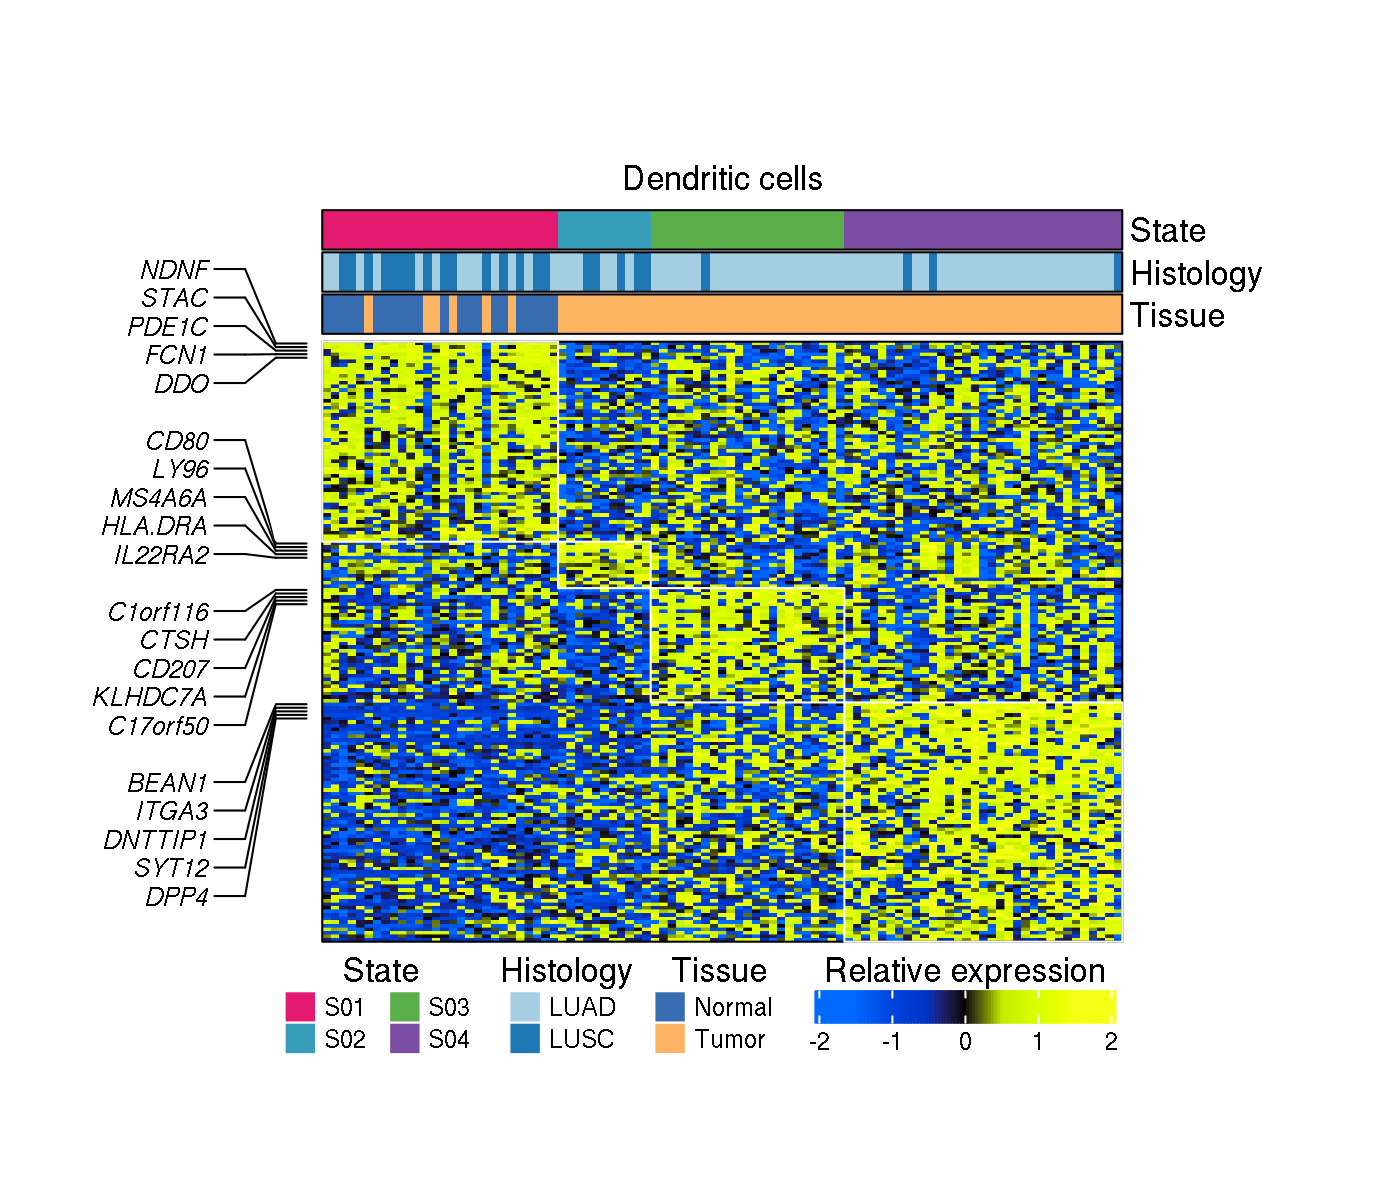 Dendritic cells
State
Histology
Tissue
NDNF
STAC
PDE1C
FCN1
DDO
CD80
LY96
MS4A6A
HLA.DRA
IL22RA2
C1orf116
CTSH
CD207
KLHDC7A
C17orf50
BEAN1
ITGA3
DNTTIP1
SYT12
DPP4
State Histology Tissue Relative expression
S01 S03 LUAD Normal
S02 S04 LUSC Tumor
-2 -1 0 1 2